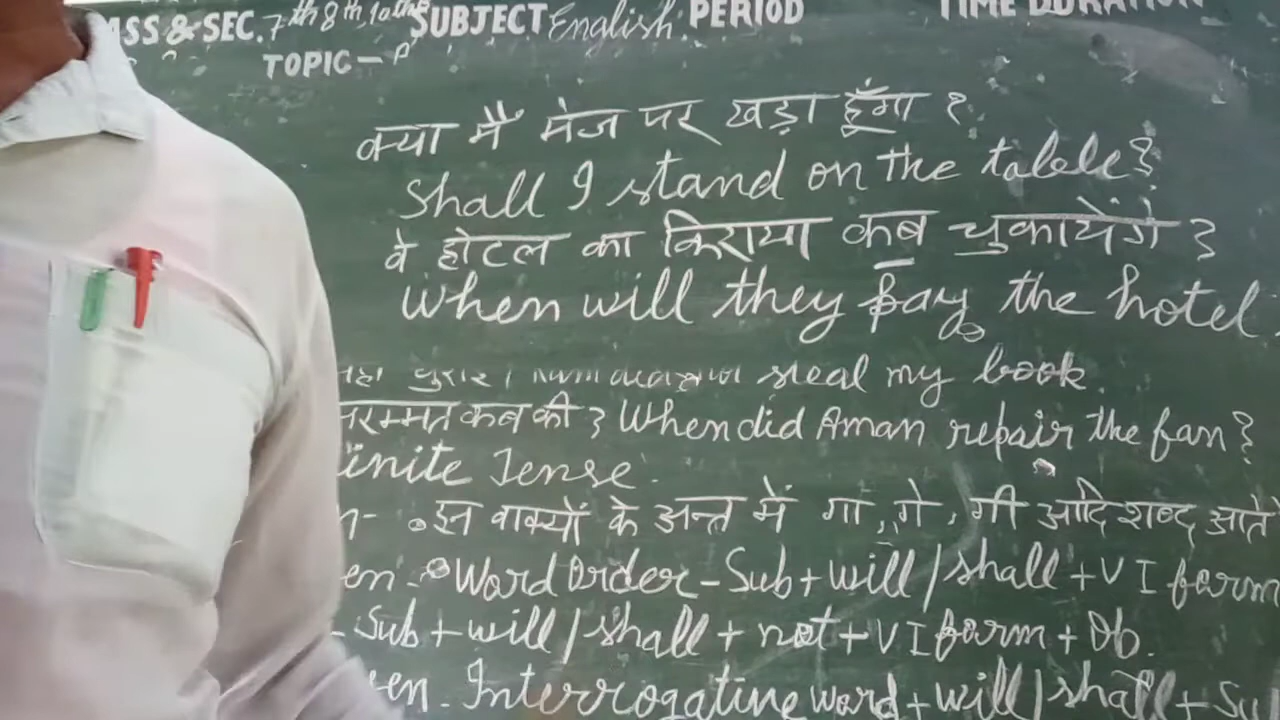 ASS & SEC. 7th 8th 10th SUBJECT English. PERIOD TIME DURATION
TOPIC - P
क्या मैं मेज पर खड़ा हूँगा ?
Shall I stand on the table?
वे होटल का किराया कब चुकायेंगे ?
When will they pay the hotel
steal my book.
मरम्मत कब की ? When did Aman repair the fan?
inite Tense.
n- • इन वाक्यों के अन्त में गा, गे, गी आदि शब्द आते
en - Word Order - Sub + will / shall + V I form
- Sub + will / shall + not + V I form + Ob.
en. Interrogative word + will / shall + Su